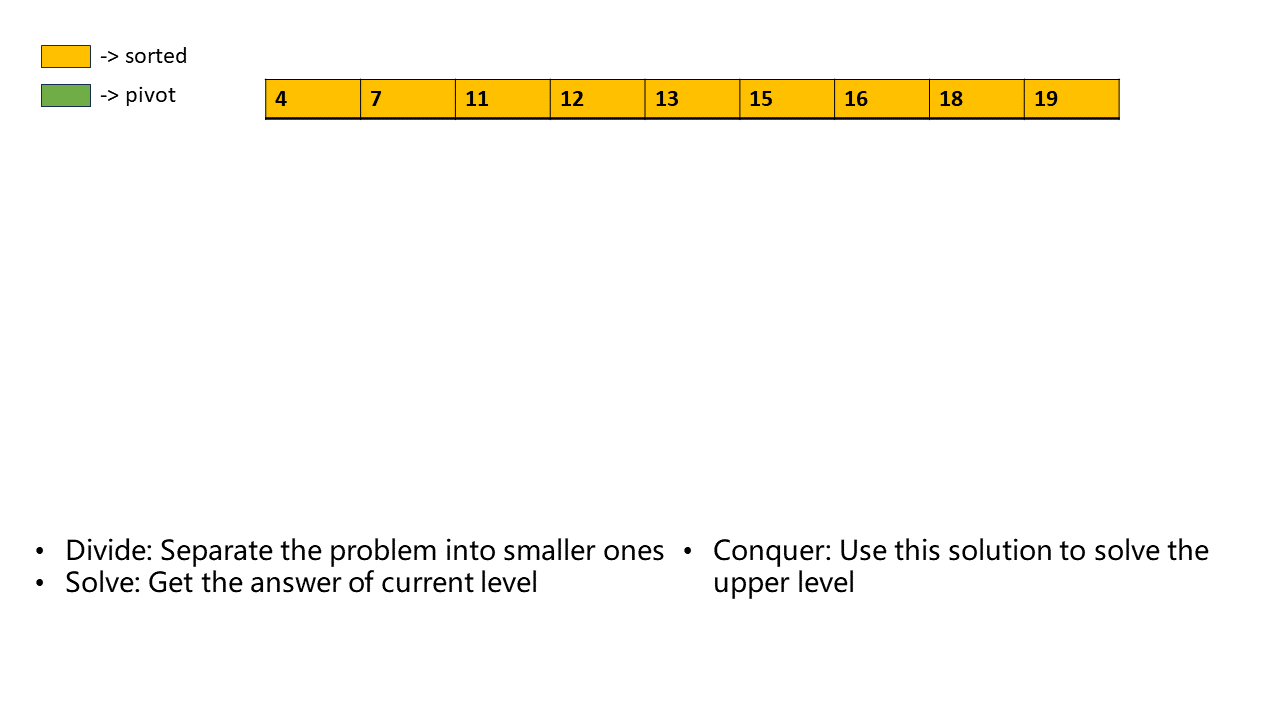 -> sorted
-> pivot
4 7 11 12 13 15 16 18 19
• Divide: Separate the problem into smaller ones
• Solve: Get the answer of current level
• Conquer: Use this solution to solve the
upper level